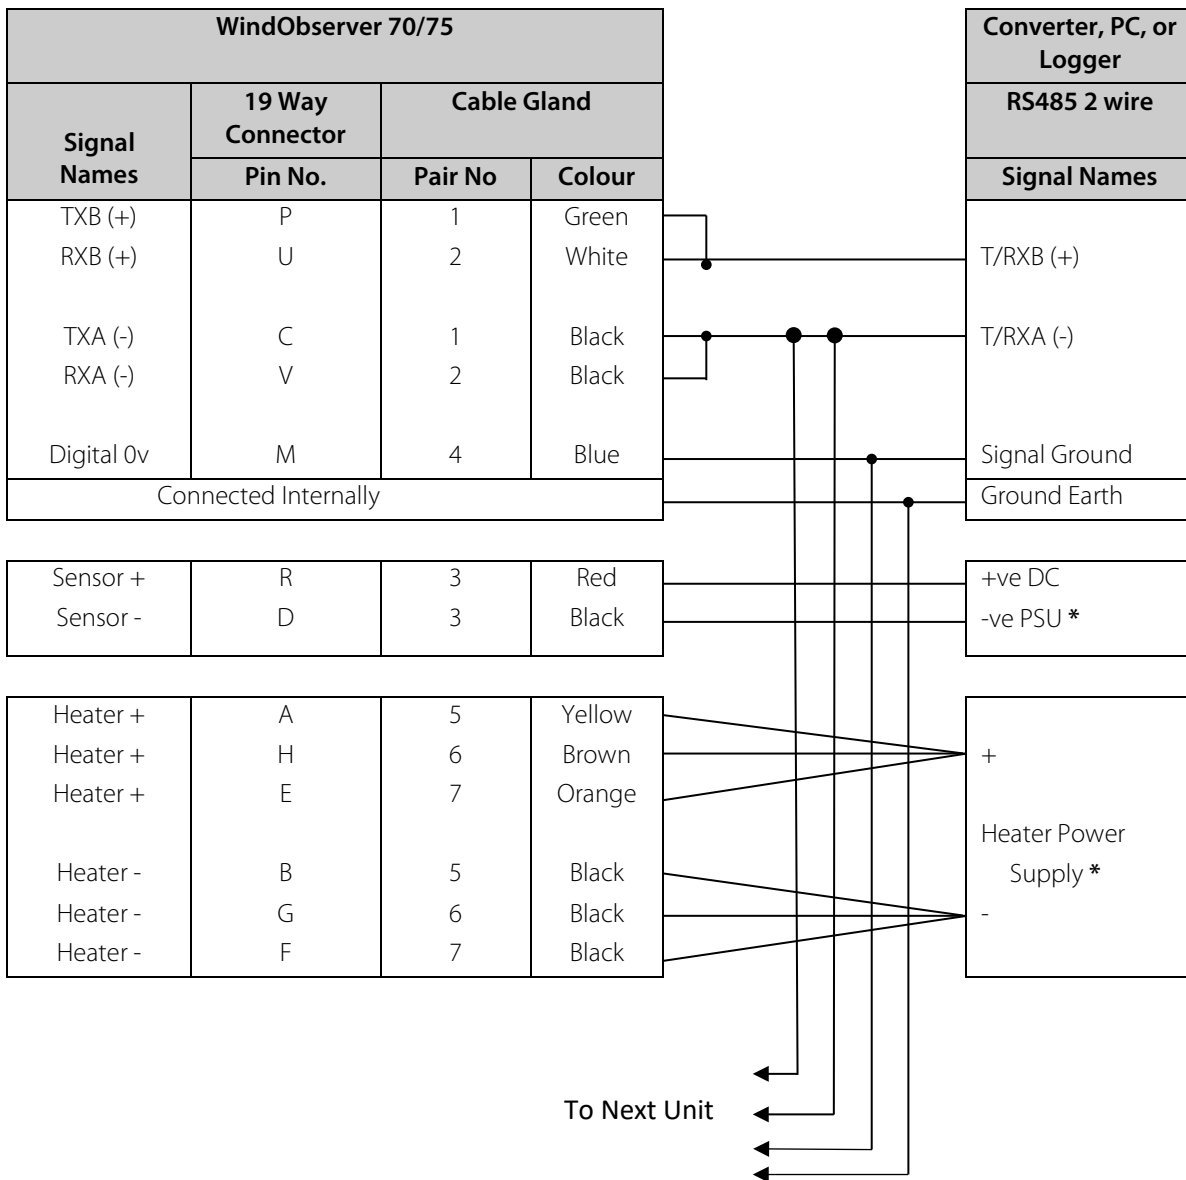 WindObserver 70/75 Converter, PC, or
Logger
19 Way Cable Gland RS485 2 wire
Signal Connector
Names Pin No. Pair No Colour Signal Names
TXB (+) P 1 Green
RXB (+) U 2 White T/RXB (+)
TXA (-) C 1 Black T/RXA (-)
RXA (-) V 2 Black
Digital 0v M 4 Blue Signal Ground
Connected Internally Ground Earth
Sensor + R 3 Red +ve DC
Sensor - D 3 Black -ve PSU *
Heater + A 5 Yellow
Heater + H 6 Brown +
Heater + E 7 Orange
Heater Power
Heater - B 5 Black Supply *
Heater - G 6 Black -
Heater - F 7 Black
To Next Unit